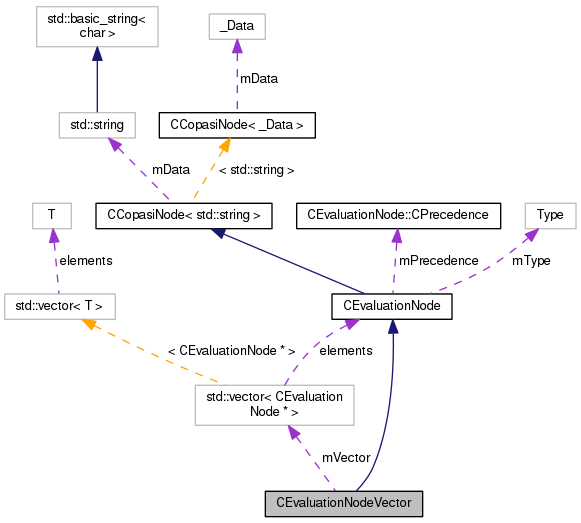 std::basic_string<
char >
_Data
mData
std::string
CCopasiNode< _Data >
mData
< std::string >
T
CCopasiNode< std::string >
CEvaluationNode::CPrecedence
Type
elements
mPrecedence
mType
std::vector< T >
CEvaluationNode
< CEvaluationNode * >
elements
std::vector< CEvaluation
Node * >
mVector
CEvaluationNodeVector